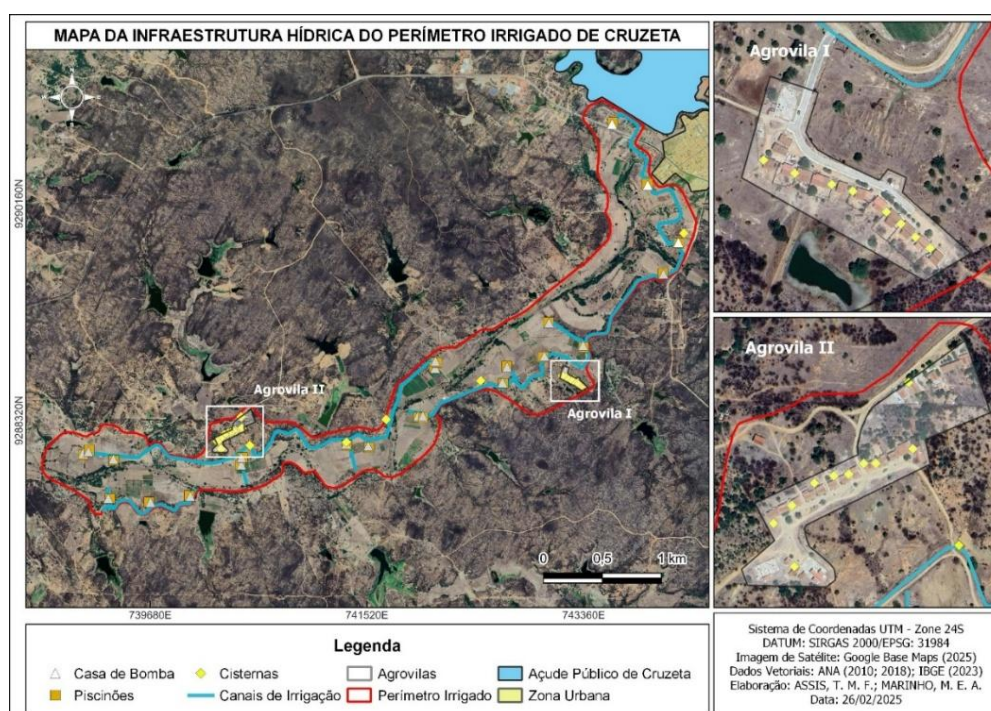 MAPA DA INFRAESTRUTURA HÍDRICA DO PERÍMETRO IRRIGADO DE CRUZETA
9290160N
9288320N
Agrovila II
Agrovila I
0 0,5 1 km
739680E 741520E 743360E
Agrovila I
Agrovila II
Legenda
Casa de Bomba Cisternas Agrovilas Açude Público de Cruzeta
Piscinões Canais de Irrigação Perímetro Irrigado Zona Urbana
Sistema de Coordenadas UTM - Zone 24S
DATUM: SIRGAS 2000/EPSG: 31984
Imagem de Satélite: Google Base Maps (2025)
Dados Vetoriais: ANA (2010; 2018); IBGE (2023)
Elaboração: ASSIS, T. M. F.; MARINHO, M. E. A.
Data: 26/02/2025